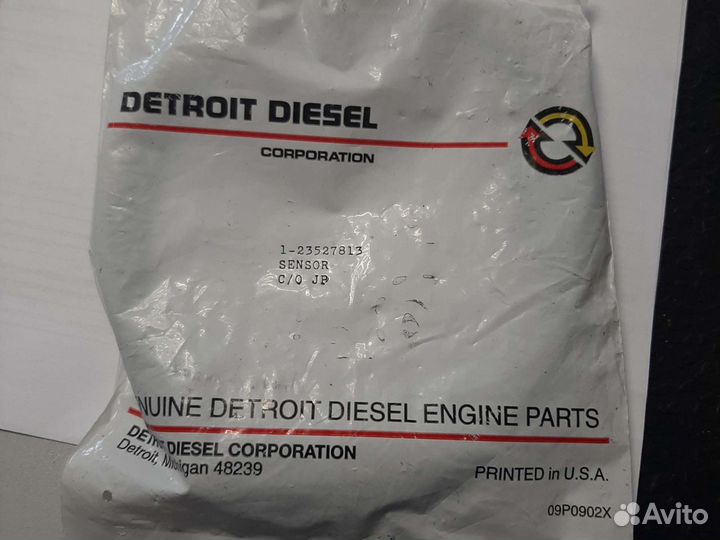 DETROIT DIESEL
CORPORATION
1-23527813
SENSOR
C/O JP
NUINE DETROIT DIESEL ENGINE PARTS
DIESEL CORPORATION
Detroit, 48239
PRINTED in U.S.A.
09P0902X
Avito